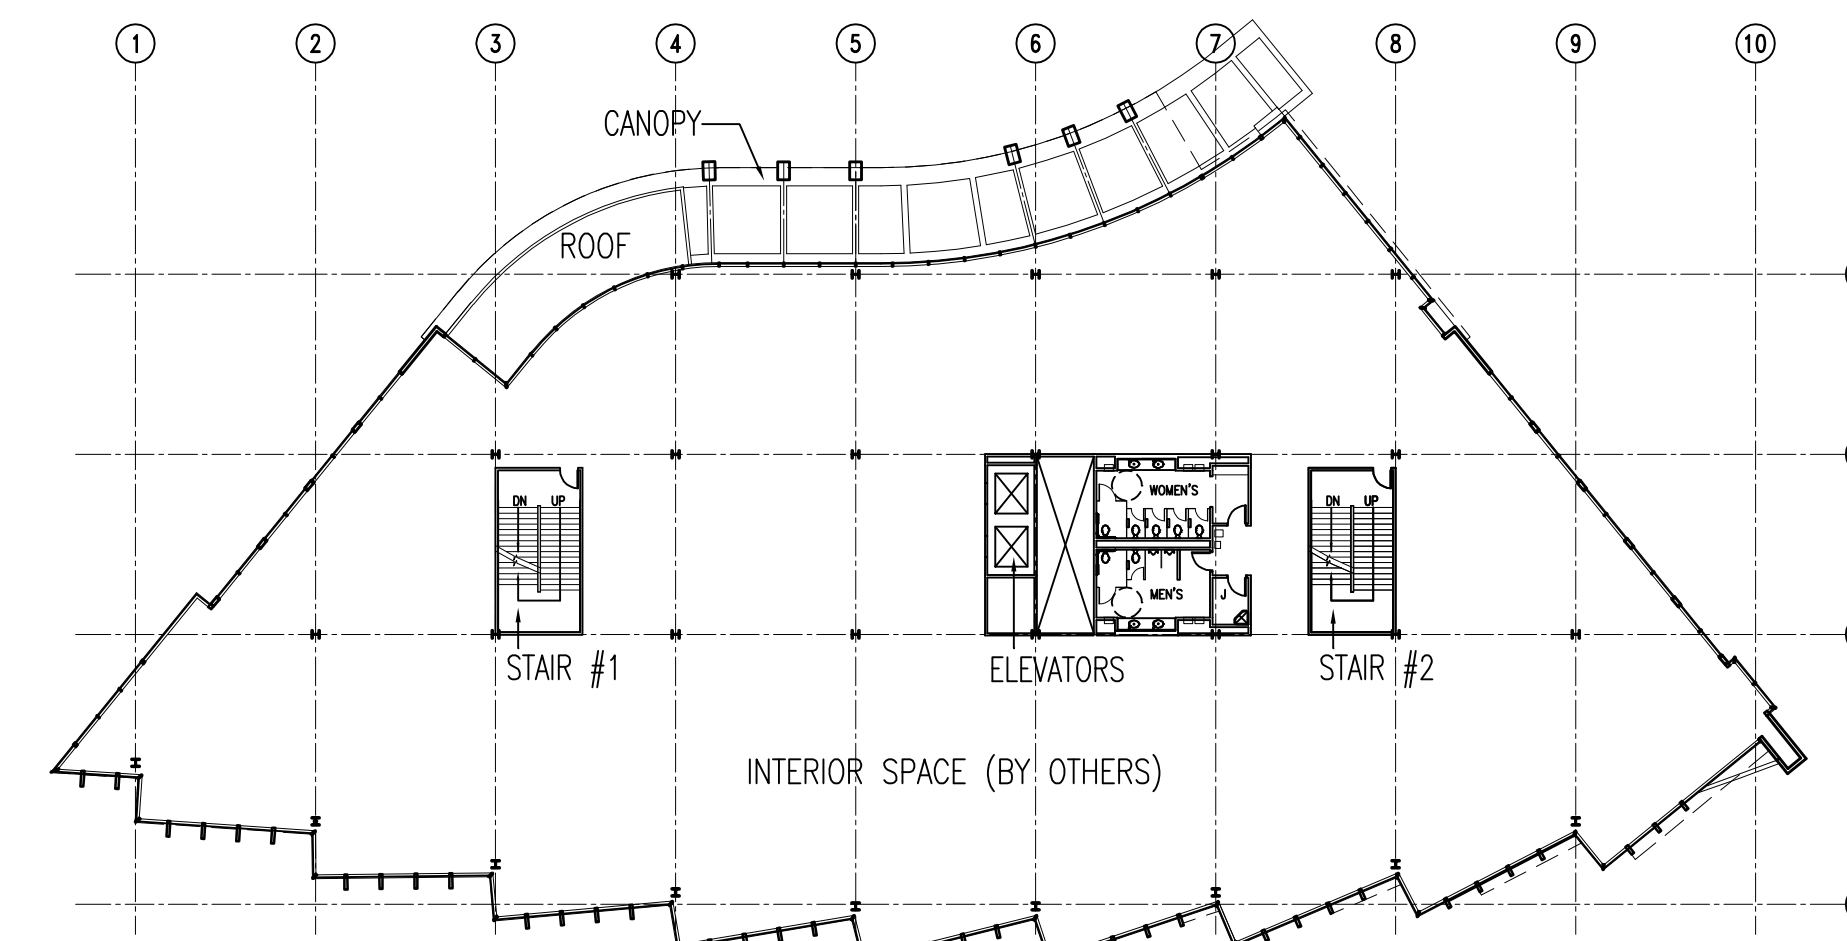 1 2 3 4 5 6 7 8 9 10
CANOPY
ROOF
WOMEN'S
DN UP
DN UP
MEN'S
J
STAIR #1
ELEVATORS
STAIR #2
INTERIOR SPACE (BY OTHERS)